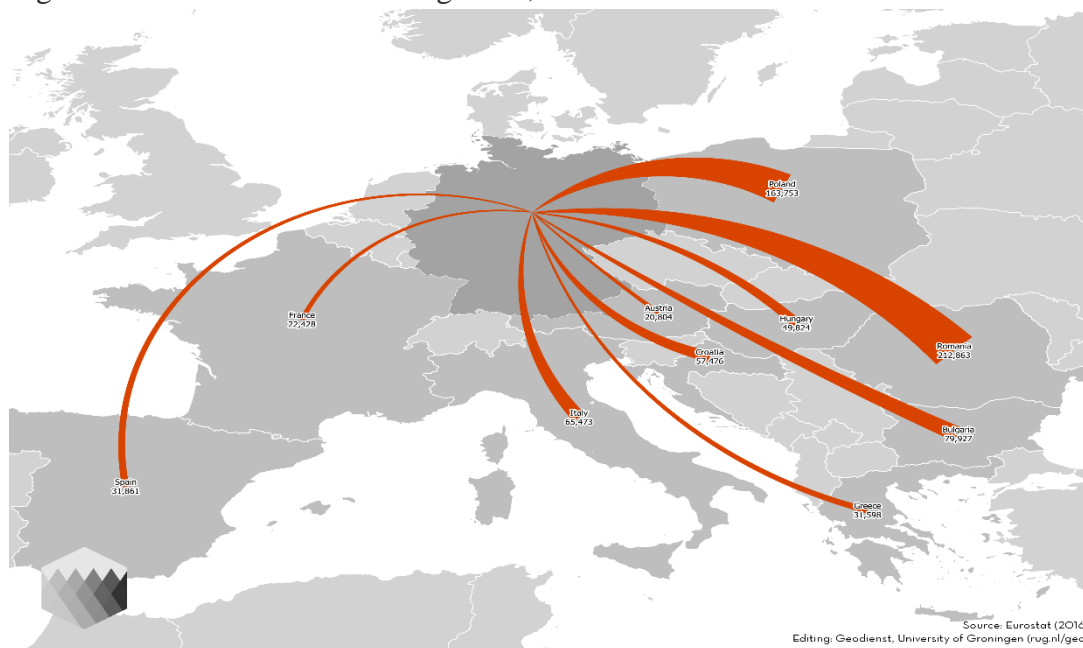 Poland
163,753
France
22,428
Austria
20,804
Hungary
49,824
Romania
212,863
Croatia
57,476
Italy
65,473
Bulgaria
79,927
Spain
31,861
Greece
31,598
Source: Eurostat (2016
Editing: Geodienst, University of Groningen (rug.nl/geo